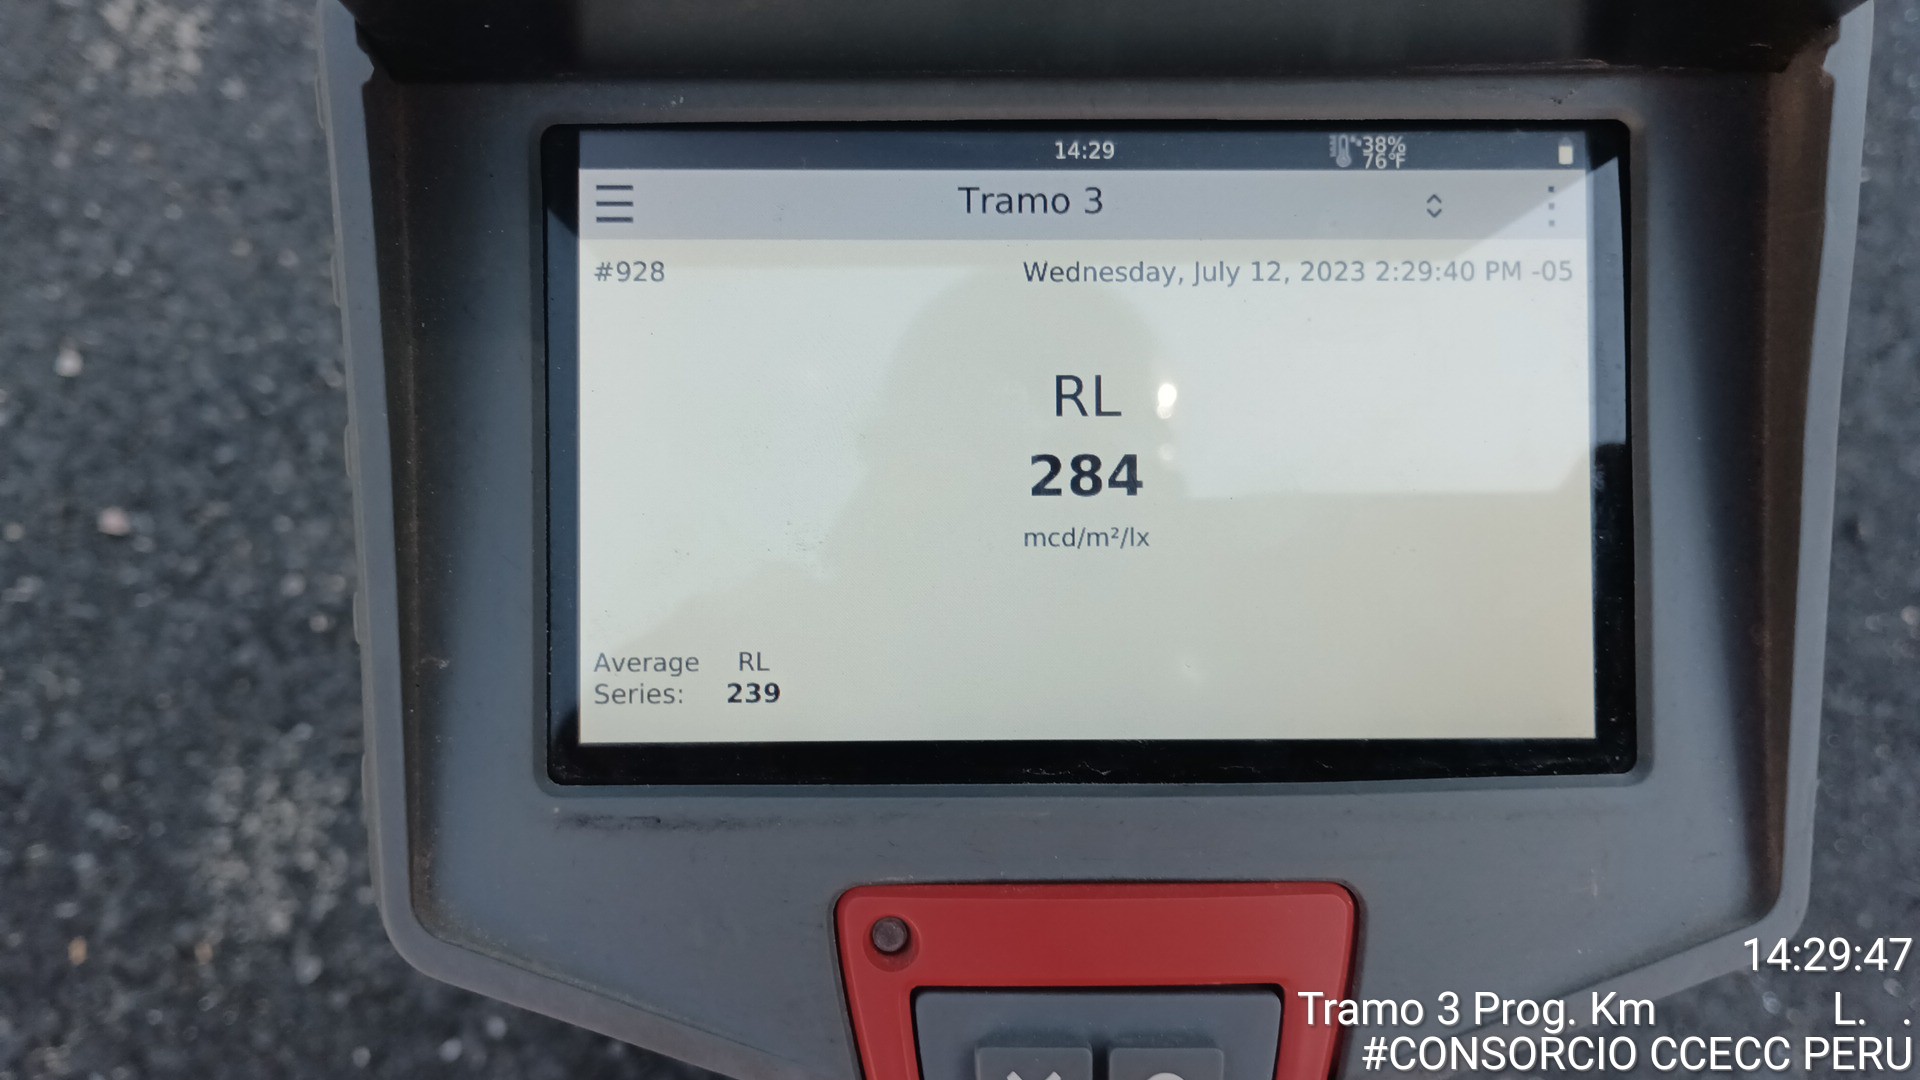 14:29
38%
76°F
Tramo 3
#928
Wednesday, July 12, 2023 2:29:40 PM -05
RL
284
mcd/m²/lx
Average RL
Series: 239
14:29:47
Tramo 3 Prog. Km L. .
#CONSORCIO CCECC PERU